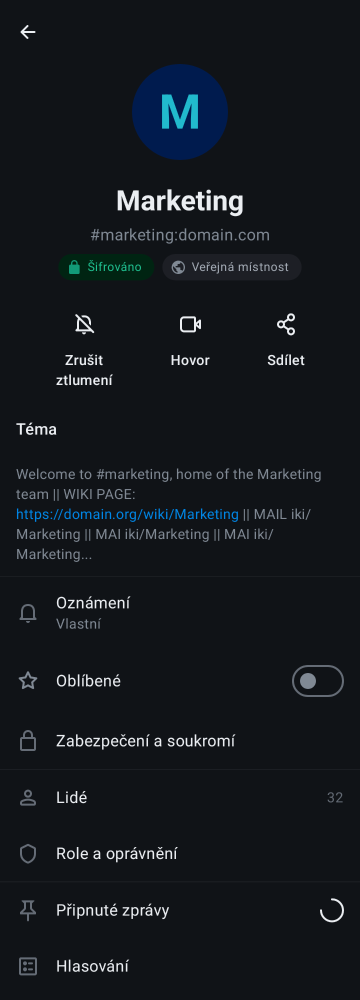 M
Marketing
#marketing:domain.com
Šifrováno
Veřejná místnost
Zrušit
ztlumení
Hovor
Sdílet
Téma
Welcome to #marketing, home of the Marketing
team || WIKI PAGE:
https://domain.org/wiki/Marketing || MAIL iki/
Marketing || MAI iki/Marketing || MAI iki/
Marketing...
Oznámení
Vlastní
Oblíbené
Zabezpečení a soukromí
Lidé 32
Role a oprávnění
Připnuté zprávy
Hlasování